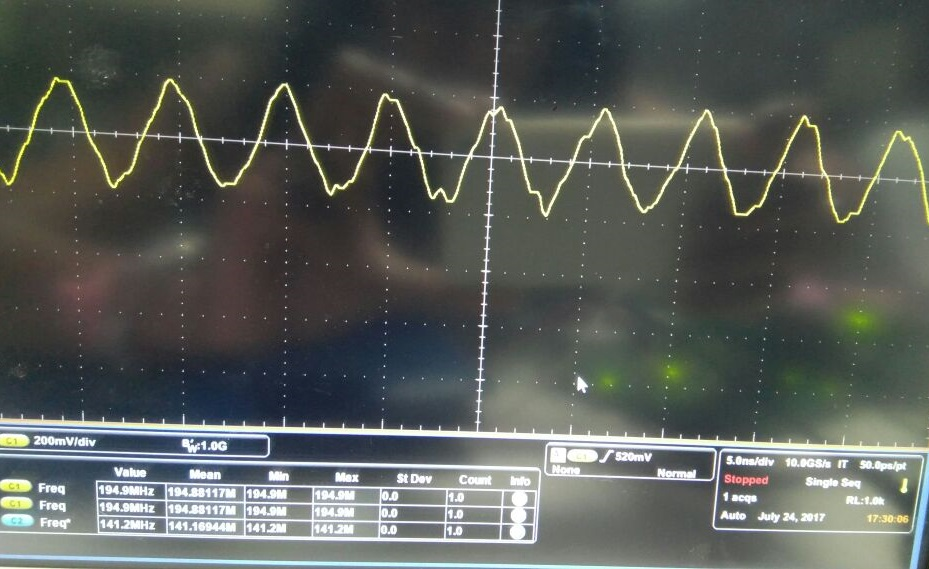 C1 200mV/div BW:1.0G
C1 520mV
None Normal
5.0ns/div 10.0GS/s IT 50.0ps/pt
Stopped Single Seq
1 acqs RL:1.0k
Auto July 24, 2017 17:30:06
Value Mean Min Max St Dev Count Info
C1 Freq 194.9MHz 194.88117M 194.9M 194.9M 0.0 1.0
C1 Freq 194.9MHz 194.88117M 194.9M 194.9M 0.0 1.0
C2 Freq* 141.2MHz 141.16944M 141.2M 141.2M 0.0 1.0